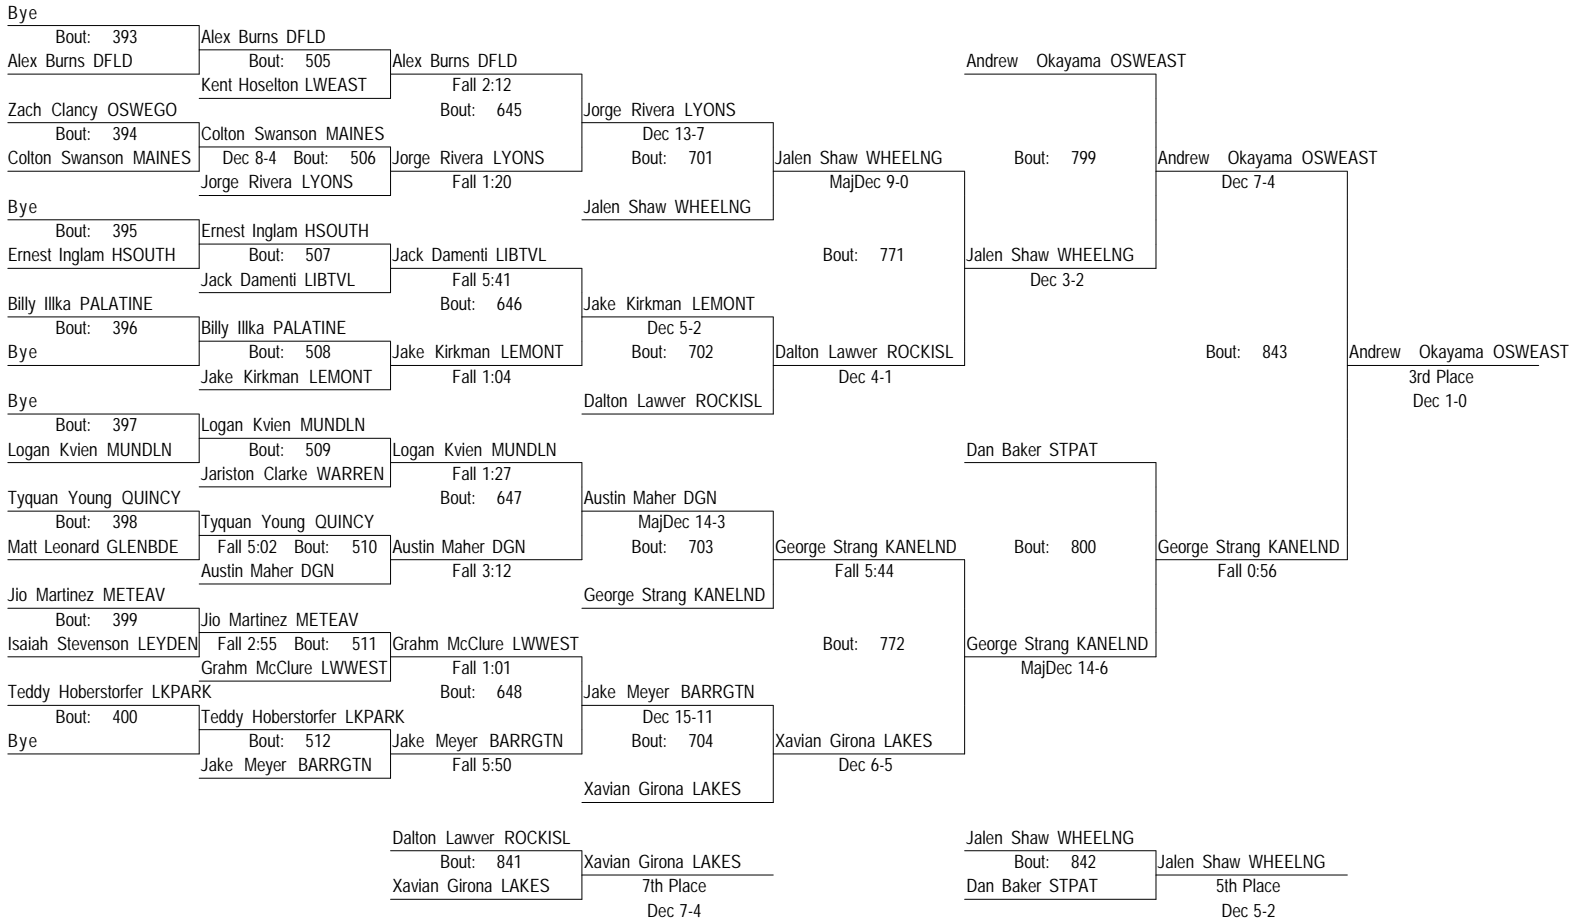 Bye
Bout: 393
Alex Burns DFLD
Alex Burns DFLD
Bout: 505
Kent Hoselton LWEAST
Alex Burns DFLD
Fall 2:12
Bout: 645
Zach Clancy OSWEGO
Bout: 394
Colton Swanson MAINES
Colton Swanson MAINES
Dec 8-4 Bout: 506
Jorge Rivera LYONS
Jorge Rivera LYONS
Fall 1:20
Jorge Rivera LYONS
Dec 13-7
Bout: 701
Jalen Shaw WHEELNG
Jalen Shaw WHEELNG
MajDec 9-0
Bout: 771
Bye
Bout: 395
Ernest Inglam HSOUTH
Ernest Inglam HSOUTH
Bout: 507
Jack Damenti LIBTVL
Jack Damenti LIBTVL
Fall 5:41
Bout: 646
Billy Illka PALATINE
Bout: 396
Bye
Billy Illka PALATINE
Bout: 508
Jake Kirkman LEMONT
Jake Kirkman LEMONT
Fall 1:04
Jake Kirkman LEMONT
Dec 5-2
Bout: 702
Dalton Lawver ROCKISL
Dalton Lawver ROCKISL
Dec 4-1
Andrew Okayama OSWEAST
Bout: 799
Jalen Shaw WHEELNG
Dec 3-2
Andrew Okayama OSWEAST
Dec 7-4
Bout: 843
Andrew Okayama OSWEAST
3rd Place
Dec 1-0
Bye
Bout: 397
Logan Kvien MUNDLN
Logan Kvien MUNDLN
Bout: 509
Jariston Clarke WARREN
Logan Kvien MUNDLN
Fall 1:27
Bout: 647
Tyquan Young QUINCY
Bout: 398
Matt Leonard GLENBDE
Tyquan Young QUINCY
Fall 5:02 Bout: 510
Austin Maher DGN
Austin Maher DGN
Fall 3:12
Austin Maher DGN
MajDec 14-3
Bout: 703
George Strang KANELND
George Strang KANELND
Fall 5:44
Bout: 772
Jio Martinez METEAV
Bout: 399
Isaiah Stevenson LEYDEN
Jio Martinez METEAV
Fall 2:55 Bout: 511
Grahm McClure LWWEST
Grahm McClure LWWEST
Fall 1:01
Bout: 648
Teddy Hoberstorfer LKPARK
Bout: 400
Bye
Teddy Hoberstorfer LKPARK
Bout: 512
Jake Meyer BARRGTN
Jake Meyer BARRGTN
Fall 5:50
Jake Meyer BARRGTN
Dec 15-11
Bout: 704
Xavian Girona LAKES
Xavian Girona LAKES
Dec 6-5
Dan Baker STPAT
Bout: 800
George Strang KANELND
MajDec 14-6
George Strang KANELND
Fall 0:56
Dalton Lawver ROCKISL
Bout: 841
Xavian Girona LAKES
Xavian Girona LAKES
7th Place
Dec 7-4
Jalen Shaw WHEELNG
Bout: 842
Dan Baker STPAT
Jalen Shaw WHEELNG
5th Place
Dec 5-2